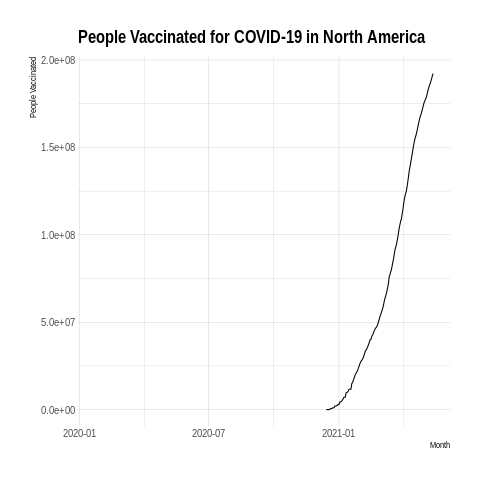 People Vaccinated for COVID-19 in North America
People Vaccinated
2.0e+08
1.5e+08
1.0e+08
5.0e+07
0.0e+00
2020-01
2020-07
2021-01
Month